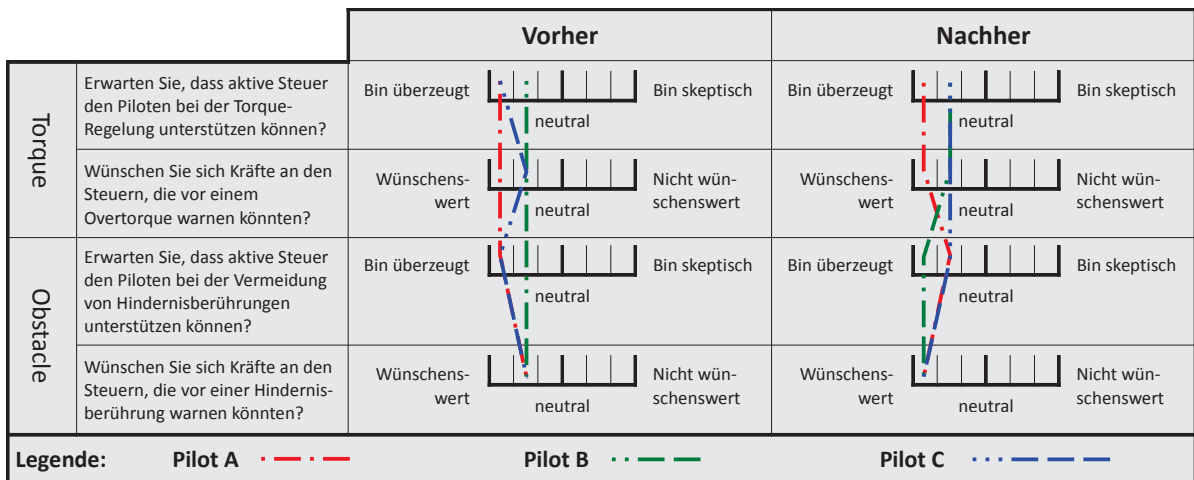 Vorher
Nachher
Torque
Erwarten Sie, dass aktive Steuer
den Piloten bei der Torque-
Regelung unterstützen können?
Bin überzeugt
Bin skeptisch
neutral
Bin überzeugt
Bin skeptisch
neutral
Wünschen Sie sich Kräfte an den
Steuern, die vor einem
Overtorque warnen könnten?
Wünschens-
wert
Nicht wün-
schenswert
neutral
Wünschens-
wert
Nicht wün-
schenswert
neutral
Obstacle
Erwarten Sie, dass aktive Steuer
den Piloten bei der Vermeidung
von Hindernisberührungen
unterstützen können?
Bin überzeugt
Bin skeptisch
neutral
Bin überzeugt
Bin skeptisch
neutral
Wünschen Sie sich Kräfte an den
Steuern, die vor einer Hindernis-
berührung warnen könnten?
Wünschens-
wert
Nicht wün-
schenswert
neutral
Wünschens-
wert
Nicht wün-
schenswert
neutral
Legende:
Pilot A
Pilot B
Pilot C